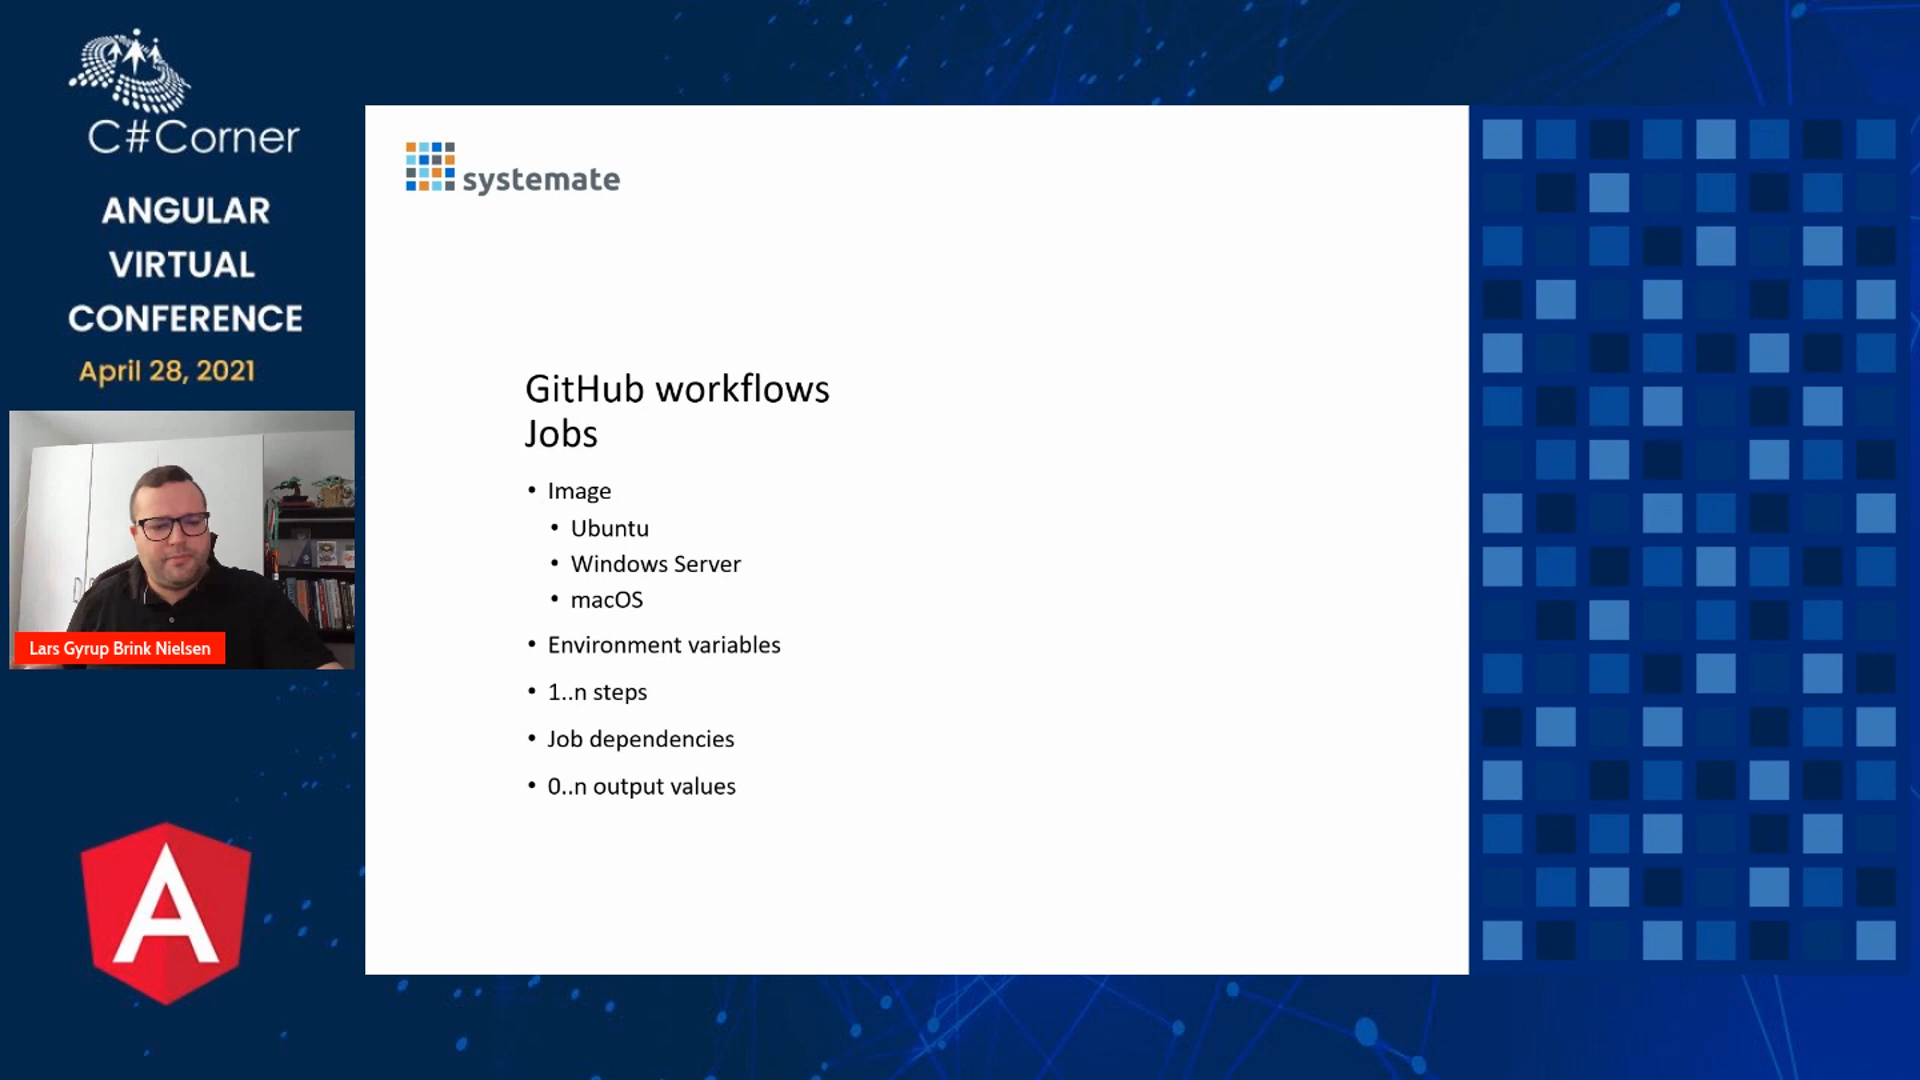 C#Corner
ANGULAR
VIRTUAL
CONFERENCE
April 28, 2021
Lars Gyrup Brink Nielsen
A
systemate
GitHub workflows
Jobs
• Image
• Ubuntu
• Windows Server
• macOS
• Environment variables
• 1..n steps
• Job dependencies
• 0..n output values